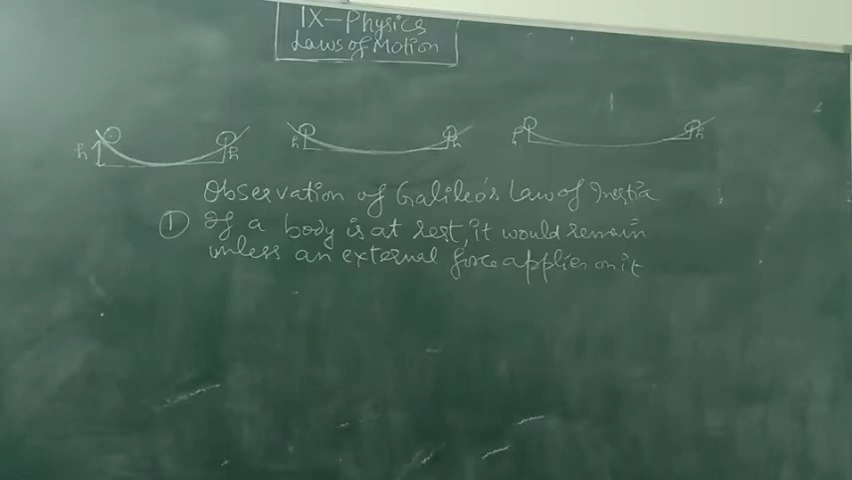 IX-Physics
Laws of Motion
h h h h h h
Observation of Galileo's Law of Inertia
① If a body is at rest, it would remain
unless an external force applies on it